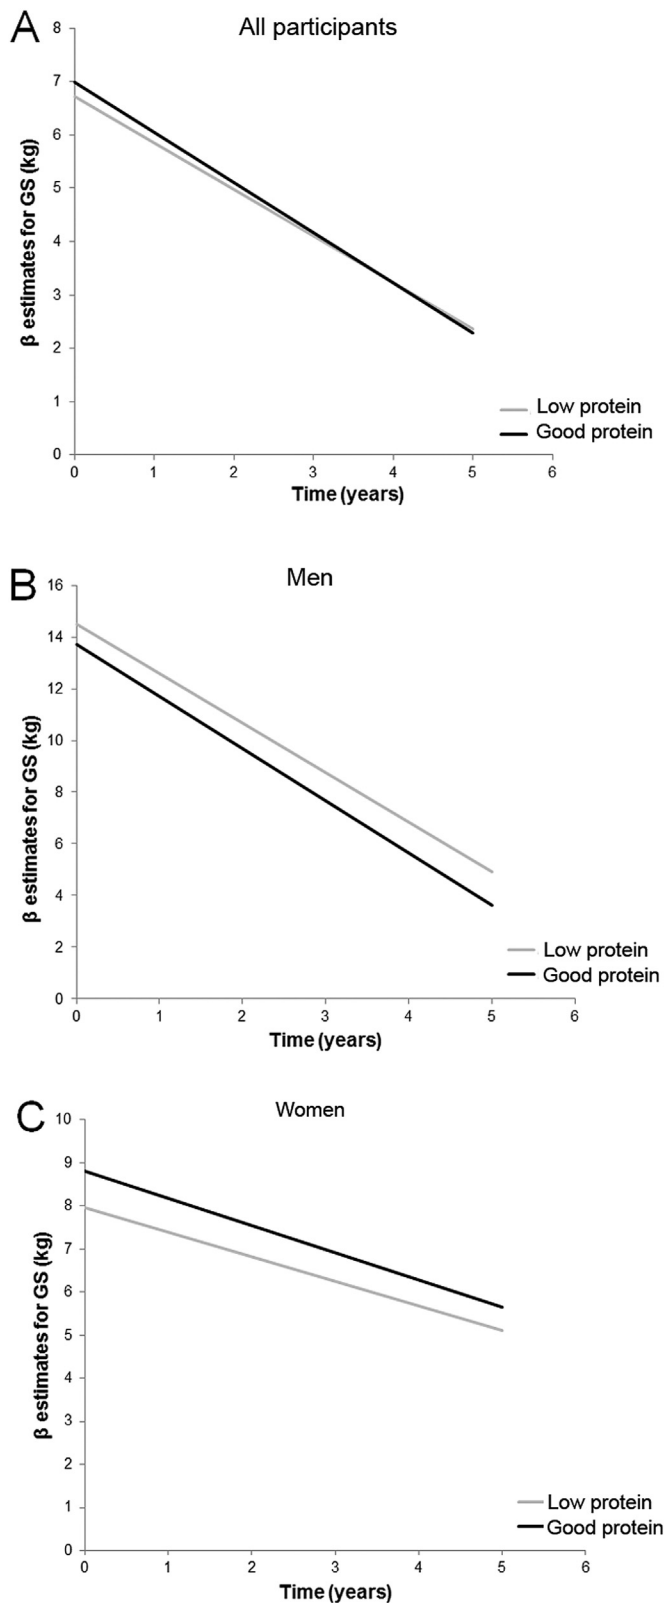 A
All participants
8
7
6
5
4
3
2
1
0
β estimates for GS (kg)
0 1 2 3 4 5 6
Time (years)
Low protein
Good protein
B
Men
16
14
12
10
8
6
4
2
0
β estimates for GS (kg)
0 1 2 3 4 5 6
Time (years)
Low protein
Good protein
C
Women
10
9
8
7
6
5
4
3
2
1
0
β estimates for GS (kg)
0 1 2 3 4 5 6
Time (years)
Low protein
Good protein